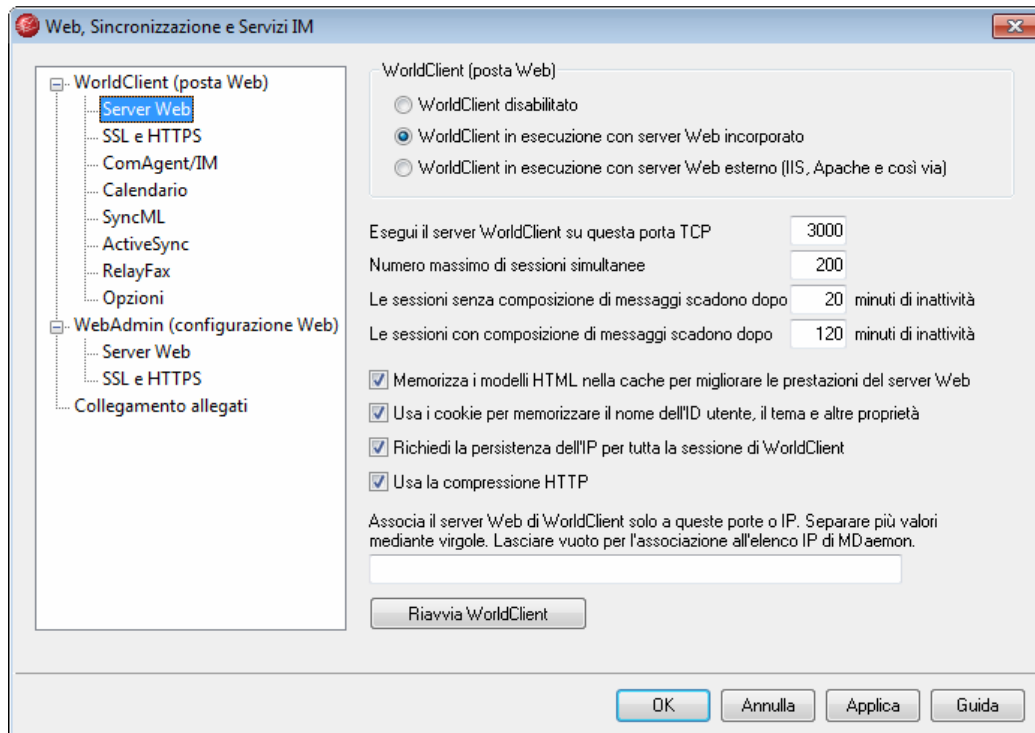 Web, Sincronizzazione e Servizi IM
WorldClient (posta Web)
Server Web
SSL e HTTPS
ComAgent/IM
Calendario
SyncML
ActiveSync
RelayFax
Opzioni
WebAdmin (configurazione Web)
Server Web
SSL e HTTPS
Collegamento allegati
WorldClient (posta Web)
WorldClient disabilitato
WorldClient in esecuzione con server Web incorporato
WorldClient in esecuzione con server Web esterno (IIS, Apache e così via)
Esegui il server WorldClient su questa porta TCP 3000
Numero massimo di sessioni simultanee 200
Le sessioni senza composizione di messaggi scadono dopo 20 minuti di inattività
Le sessioni con composizione di messaggi scadono dopo 120 minuti di inattività
Memorizza i modelli HTML nella cache per migliorare le prestazioni del server Web
Usa i cookie per memorizzare il nome dell'ID utente, il tema e altre proprietà
Richiedi la persistenza dell'IP per tutta la sessione di WorldClient
Usa la compressione HTTP
Associa il server Web di WorldClient solo a queste porte o IP. Separare più valori
mediante virgole. Lasciare vuoto per l'associazione all'elenco IP di MDaemon.
Riavvia WorldClient
OK Annulla Applica Guida